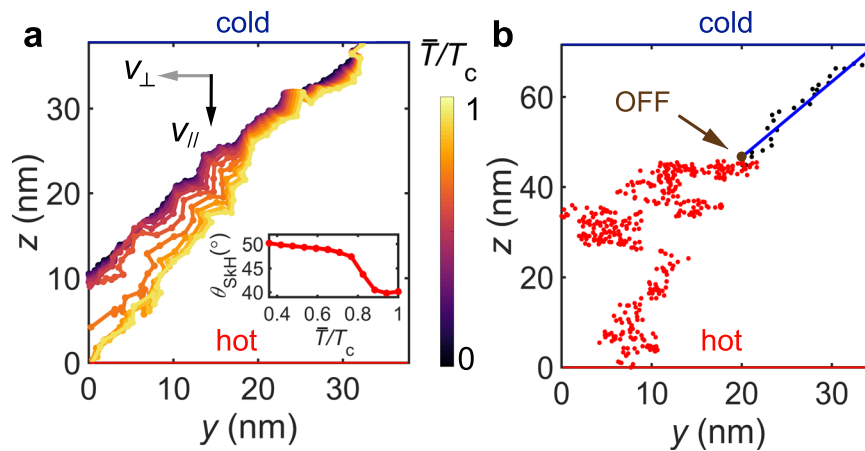 a
cold
v⊥
v//
T̄/Tc
1
0
z (nm)
30
20
10
0
θSkH(°)
50
45
40
0.4 0.6 0.8 1
T̄/Tc
hot
0 10 20 30
y (nm)
b
cold
OFF
z (nm)
60
40
20
0
hot
0 10 20 30
y (nm)